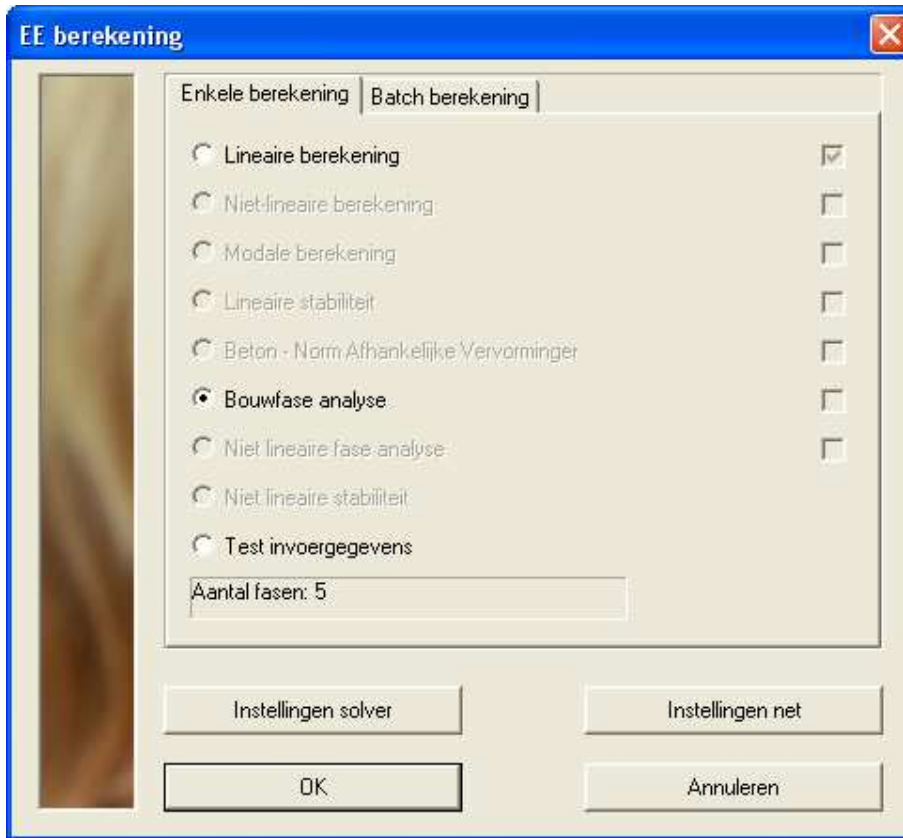 EE berekening
Enkele berekening Batch berekening
Lineaire berekening
Niet-lineaire berekening
Modale berekening
Lineaire stabiliteit
Beton - Norm Afhankelijke Vervorminger
Bouwfase analyse
Niet lineaire fase analyse
Niet lineaire stabiliteit
Test invoergegevens
Aantal fasen: 5
Instellingen solver Instellingen net
OK Annuleren